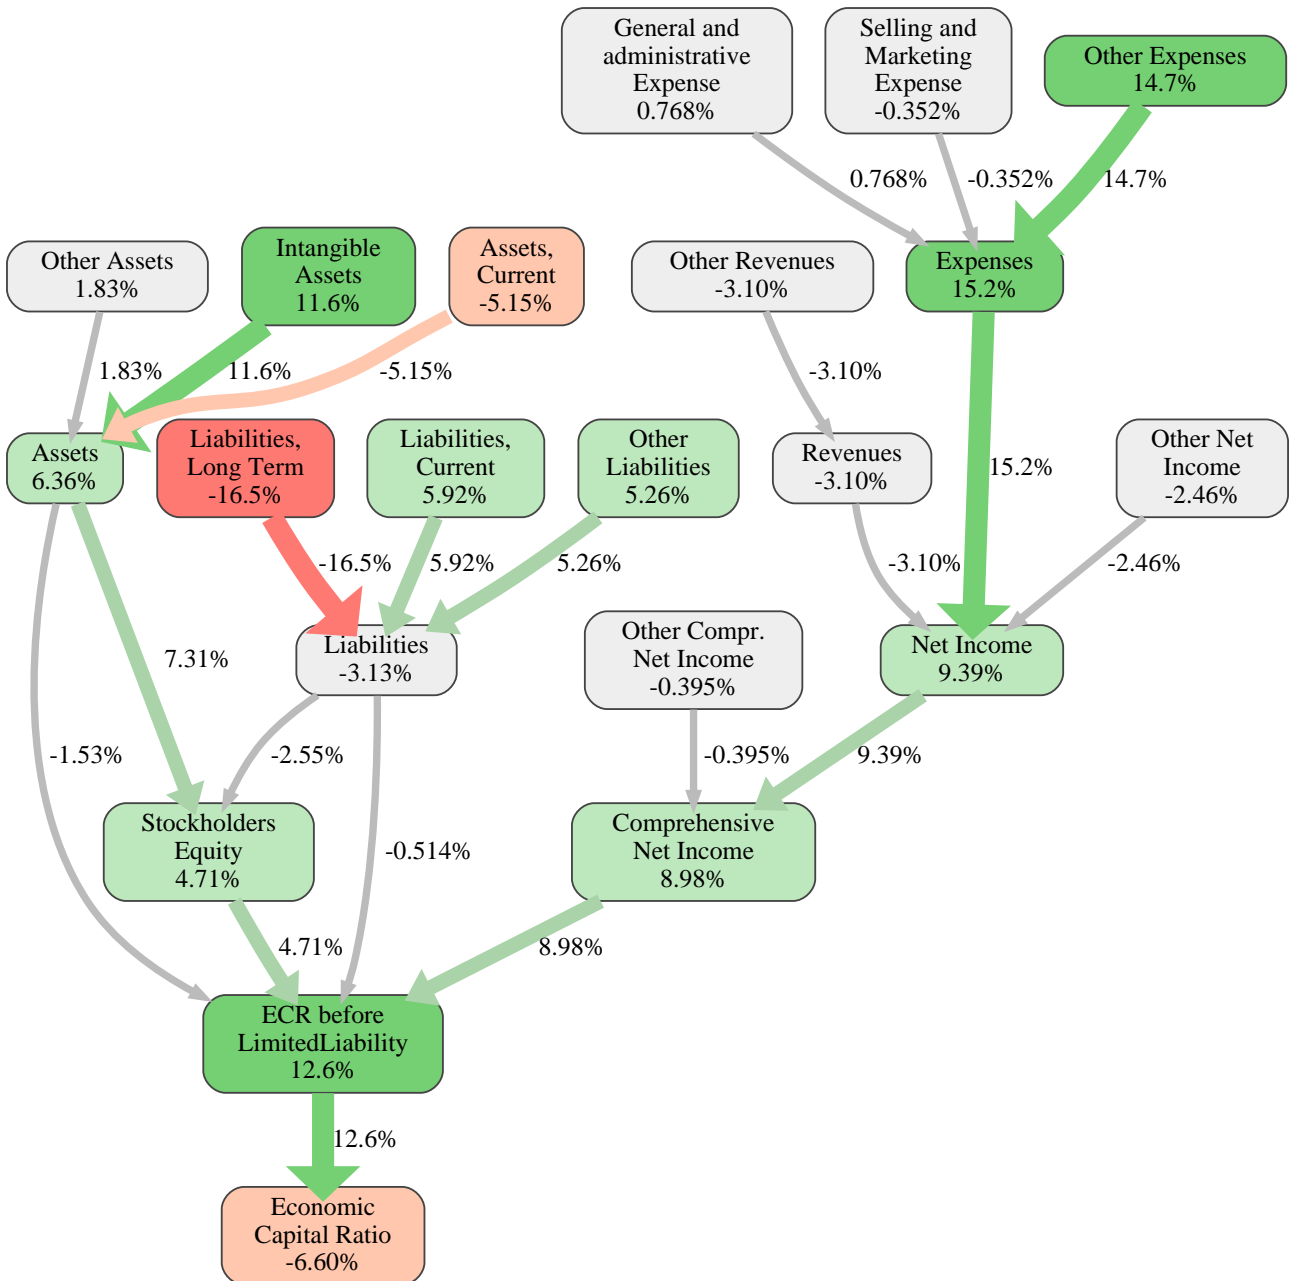 General and
administrative
Expense
0.768%
Selling and
Marketing
Expense
-0.352%
Other Expenses
14.7%
0.768%
-0.352%
14.7%
Other Assets
1.83%
Intangible
Assets
11.6%
Assets,
Current
-5.15%
Other Revenues
-3.10%
Expenses
15.2%
1.83%
11.6%
-5.15%
-3.10%
15.2%
Assets
6.36%
Liabilities,
Long Term
-16.5%
Liabilities,
Current
5.92%
Other
Liabilities
5.26%
Revenues
-3.10%
Other Net
Income
-2.46%
-16.5%
5.92%
5.26%
-3.10%
-2.46%
7.31%
Liabilities
-3.13%
Other Compr.
Net Income
-0.395%
Net Income
9.39%
-1.53%
-2.55%
-0.395%
9.39%
Stockholders
Equity
4.71%
-0.514%
Comprehensive
Net Income
8.98%
4.71%
8.98%
ECR before
LimitedLiability
12.6%
12.6%
Economic
Capital Ratio
-6.60%